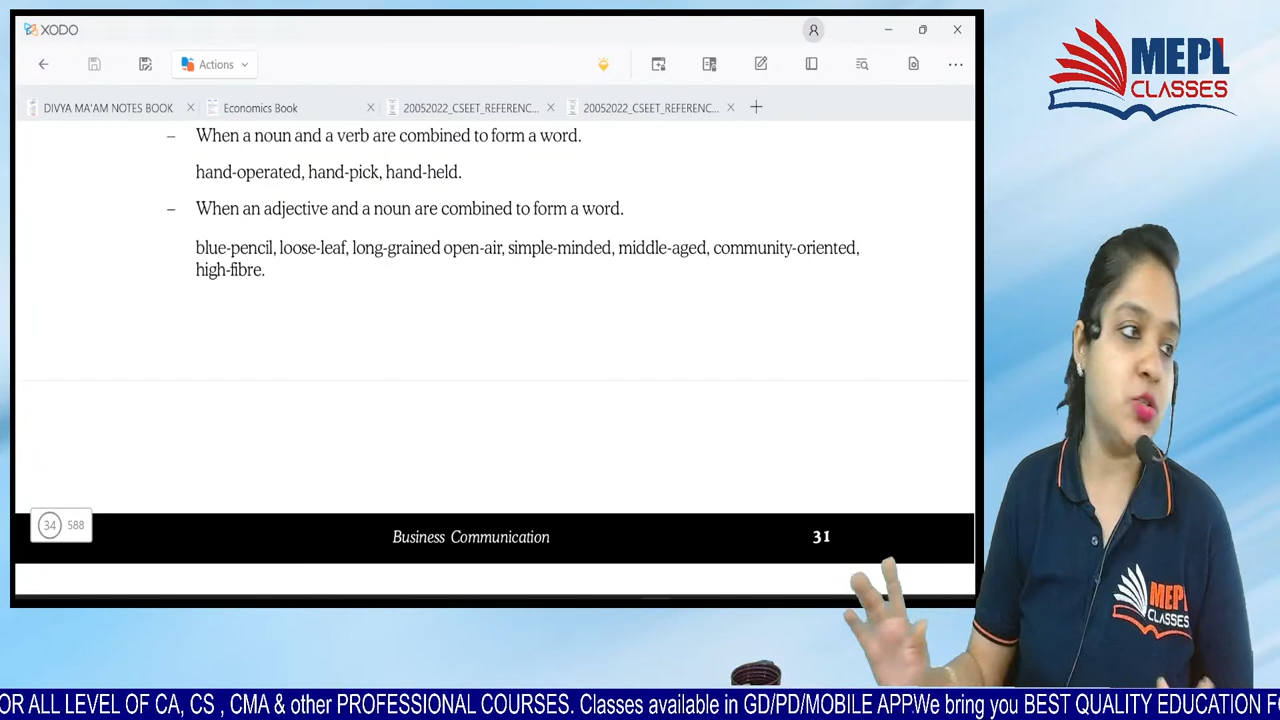 XODO
Actions
DIVYA MA'AM NOTES BOOK
Economics Book
20052022_CSEET_REFERENC...
20052022_CSEET_REFERENC...
– When a noun and a verb are combined to form a word.
hand-operated, hand-pick, hand-held.
– When an adjective and a noun are combined to form a word.
blue-pencil, loose-leaf, long-grained open-air, simple-minded, middle-aged, community-oriented,
high-fibre.
34 588
Business Communication 31
MEPL
CLASSES
MEPL
CLASSES
OR ALL LEVEL OF CA, CS , CMA & other PROFESSIONAL COURSES. Classes available in GD/PD/MOBILE APP.We bring you BEST QUALITY EDUCATION F